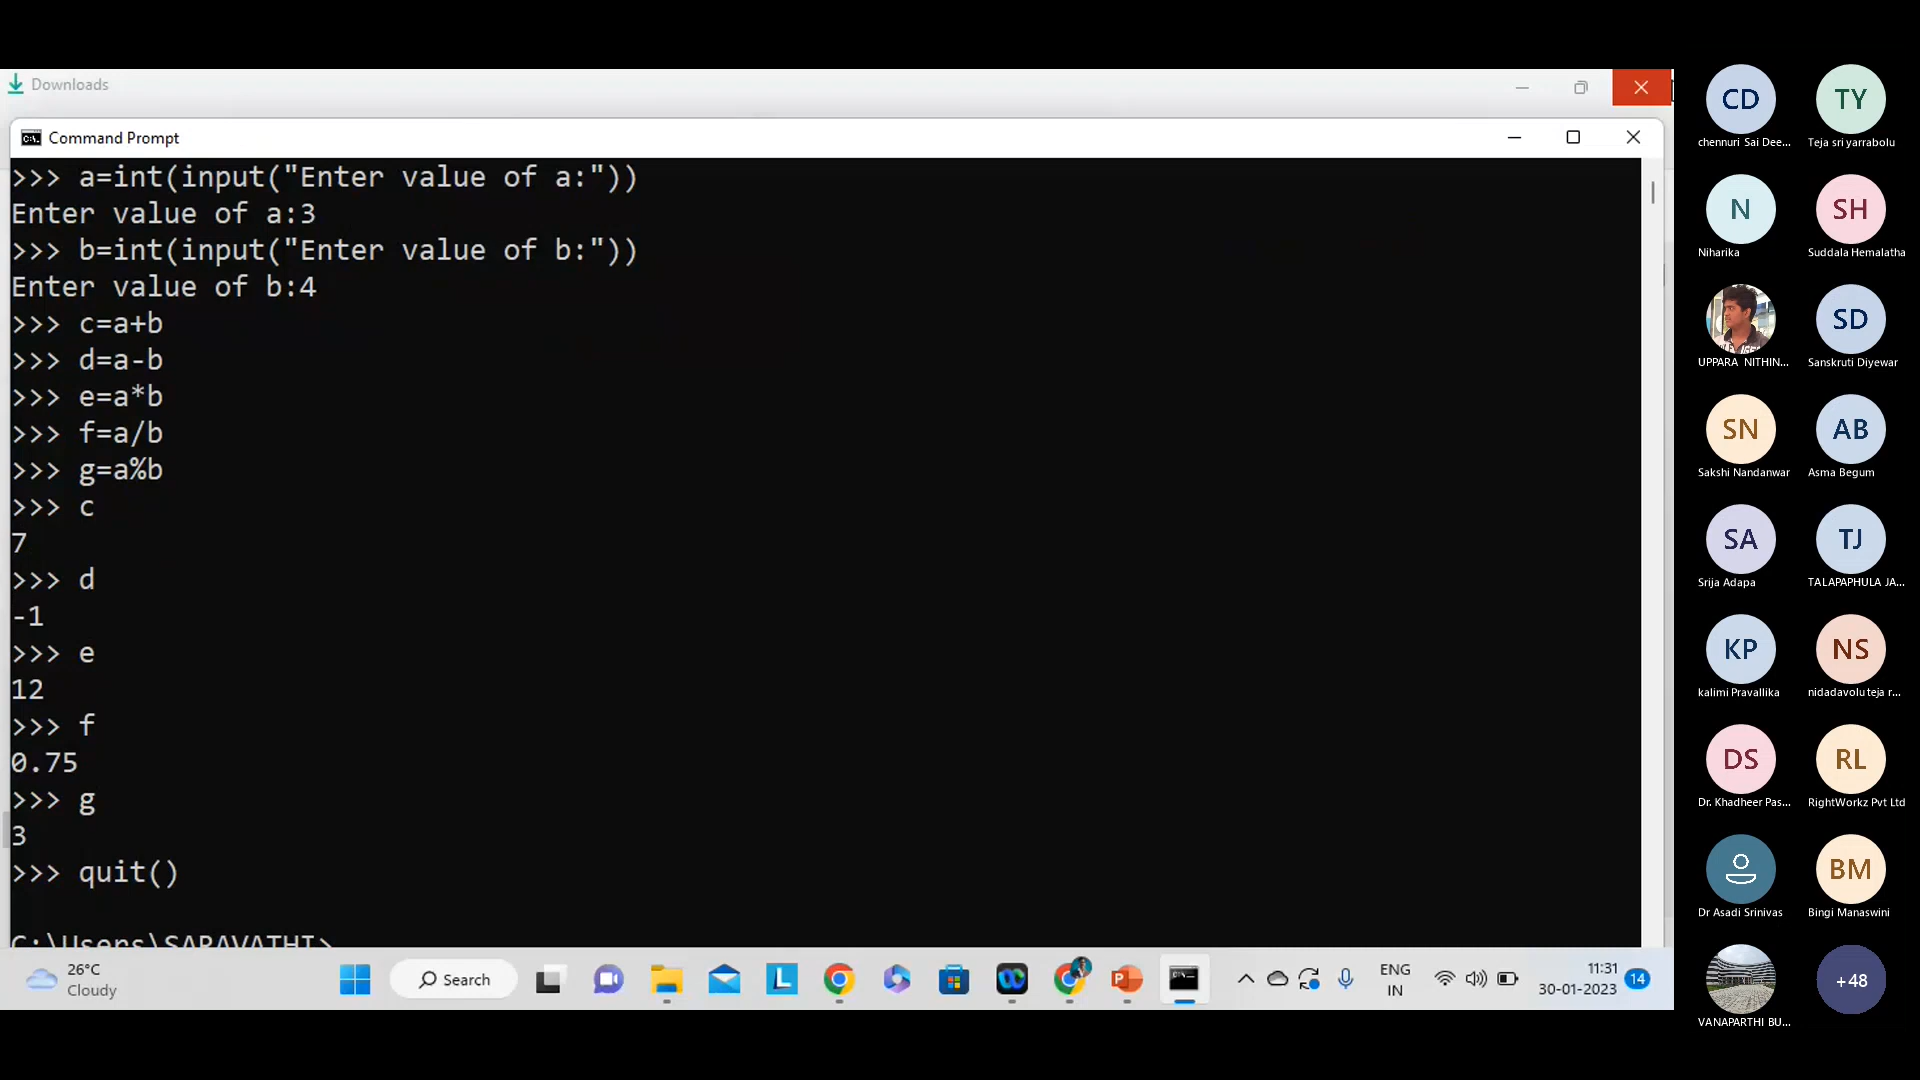 Downloads
Command Prompt
>>> a=int(input("Enter value of a:"))
Enter value of a:3
>>> b=int(input("Enter value of b:"))
Enter value of b:4
>>> c=a+b
>>> d=a-b
>>> e=a*b
>>> f=a/b
>>> g=a%b
>>> c
7
>>> d
-1
>>> e
12
>>> f
0.75
>>> g
3
>>> quit()
C:\Users\SARAVATHI>
26°C
Cloudy
Search
L
ENG
IN
11:31
30-01-2023
14
CD
chennuri Sai Dee...
TY
Teja sri yarrabolu
N
Niharika
SH
Suddala Hemalatha
UPPARA NITHIN...
SD
Sanskruti Diyewar
SN
Sakshi Nandanwar
AB
Asma Begum
SA
Srija Adapa
TJ
TALAPAPHULA JA...
KP
kalimi Pravallika
NS
nidadavolu teja r...
DS
Dr. Khadheer Pas...
RL
RightWorkz Pvt Ltd
Dr Asadi Srinivas
BM
Bingi Manaswini
VANAPARTHI BU...
+48